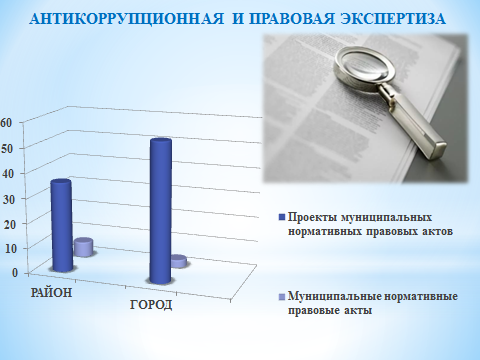 АНТИКОРРУПЦИОННАЯ И ПРАВОВАЯ ЭКСПЕРТИЗА
60
50
40
30
20
10
0
РАЙОН
ГОРОД
Проекты муниципальных
нормативных правовых актов
Муниципальные нормативные
правовые акты